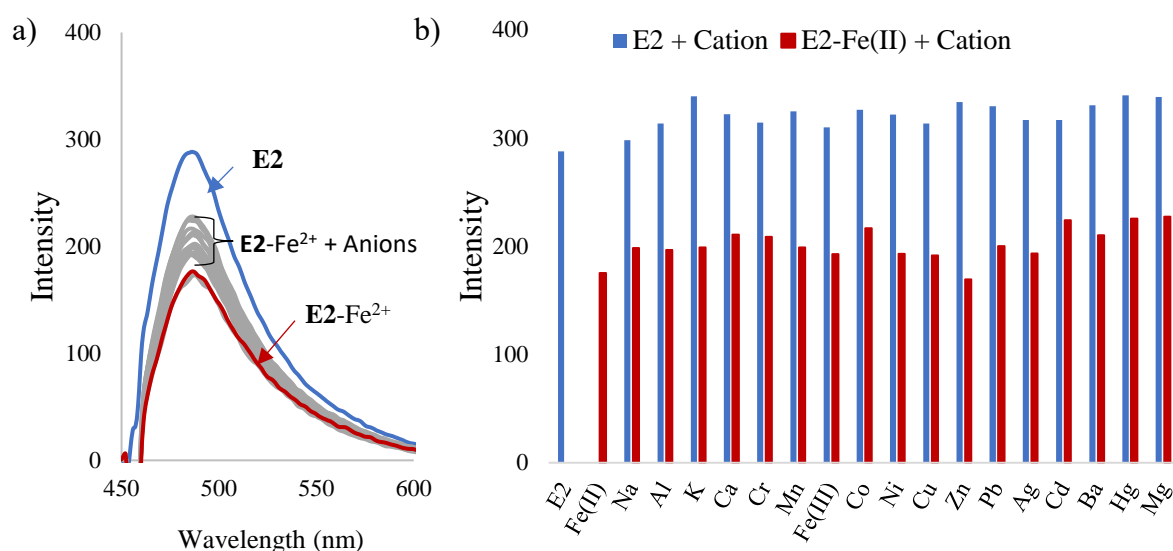 a)
400
300
200
100
0
Intensity
E2
E2-Fe²⁺ + Anions
E2-Fe²⁺
450 500 550 600
Wavelength (nm)
b)
E2 + Cation E2-Fe(II) + Cation
400
300
200
100
0
Intensity
E2
Fe(II)
Na
Al
K
Ca
Cr
Mn
Fe(III)
Co
Ni
Cu
Zn
Pb
Ag
Cd
Ba
Hg
Mg